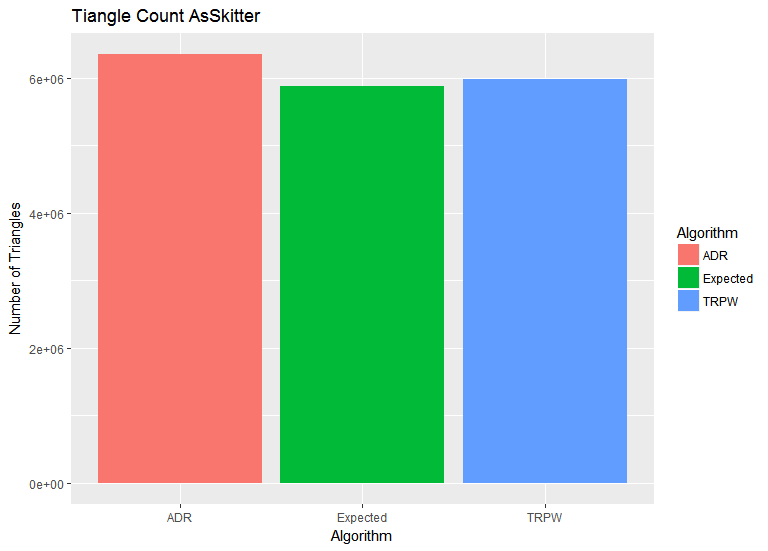 Tiangle Count AsSkitter
Number of Triangles
6e+06
4e+06
2e+06
0e+00
ADR
Expected
TRPW
Algorithm
Algorithm
ADR
Expected
TRPW